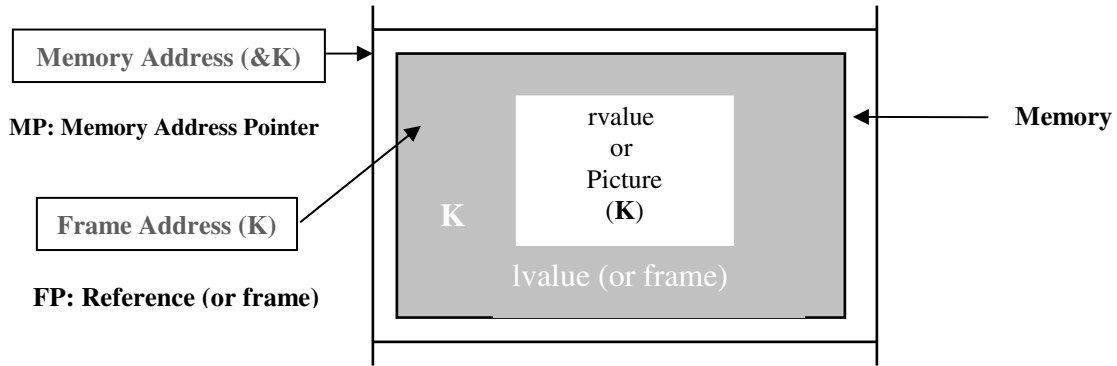 Memory Address (&K)
MP: Memory Address Pointer
Frame Address (K)
FP: Reference (or frame)
rvalue
or
Picture
(K)
K
lvalue (or frame)
Memory